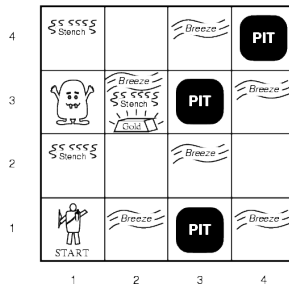 4
Stench
Breeze
PIT
3
Breeze
Stench
Gold
PIT
Breeze
2
Stench
Breeze
1
START
Breeze
PIT
Breeze
1 2 3 4